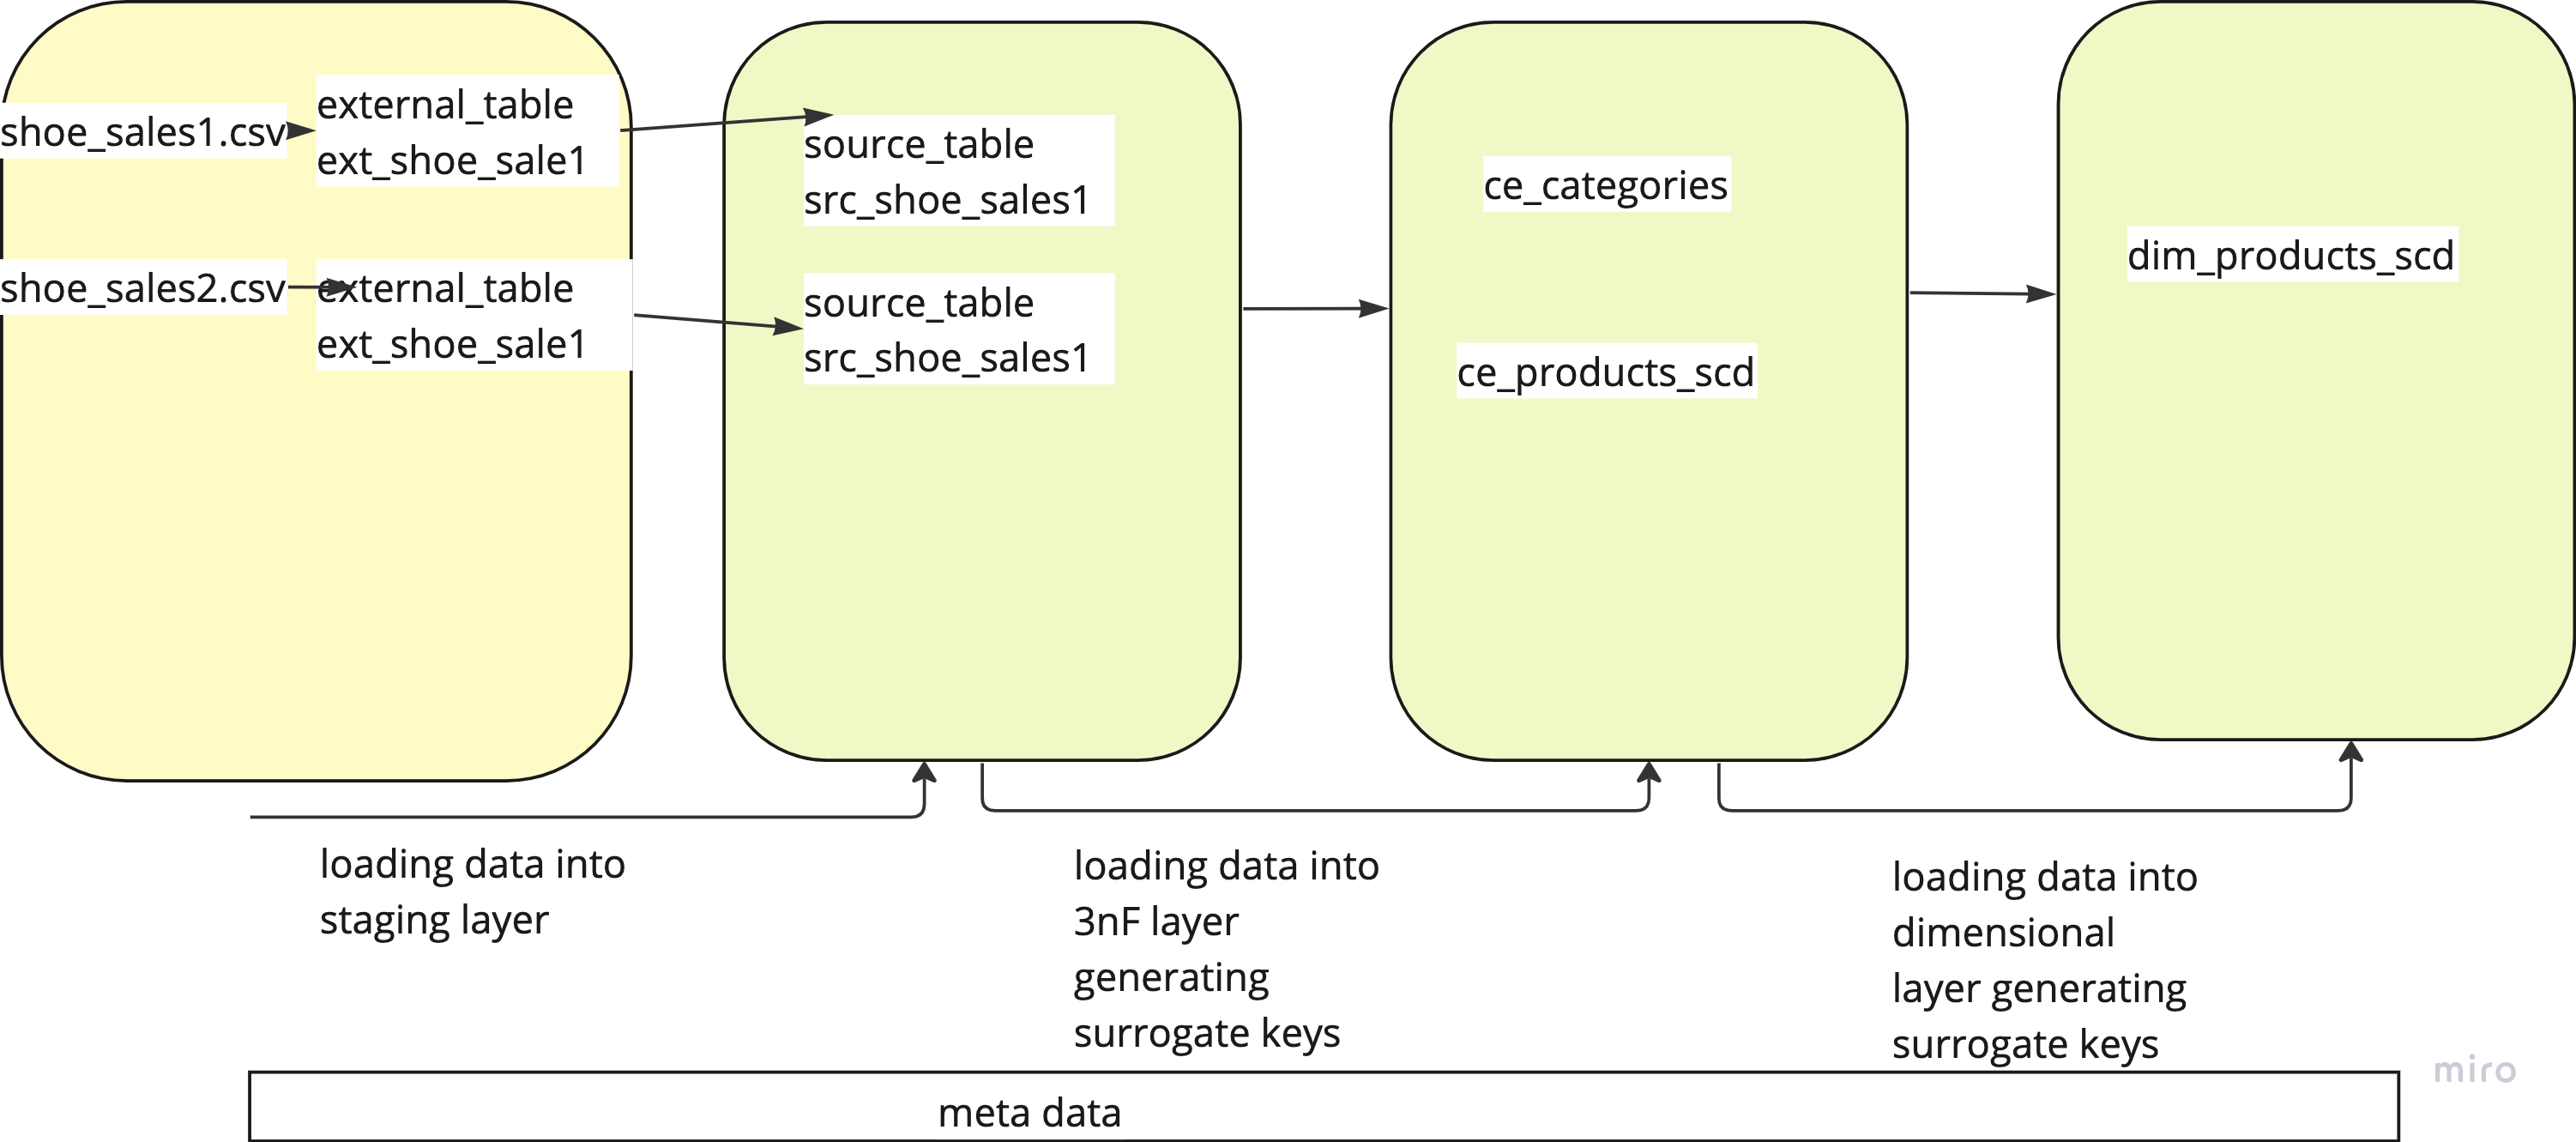 shoe_sales1.csv
external_table
ext_shoe_sale1
shoe_sales2.csv
external_table
ext_shoe_sale1
source_table
src_shoe_sales1
source_table
src_shoe_sales1
ce_categories
ce_products_scd
dim_products_scd
loading data into
staging layer
loading data into
3nF layer
generating
surrogate keys
loading data into
dimensional
layer generating
surrogate keys
meta data
miro